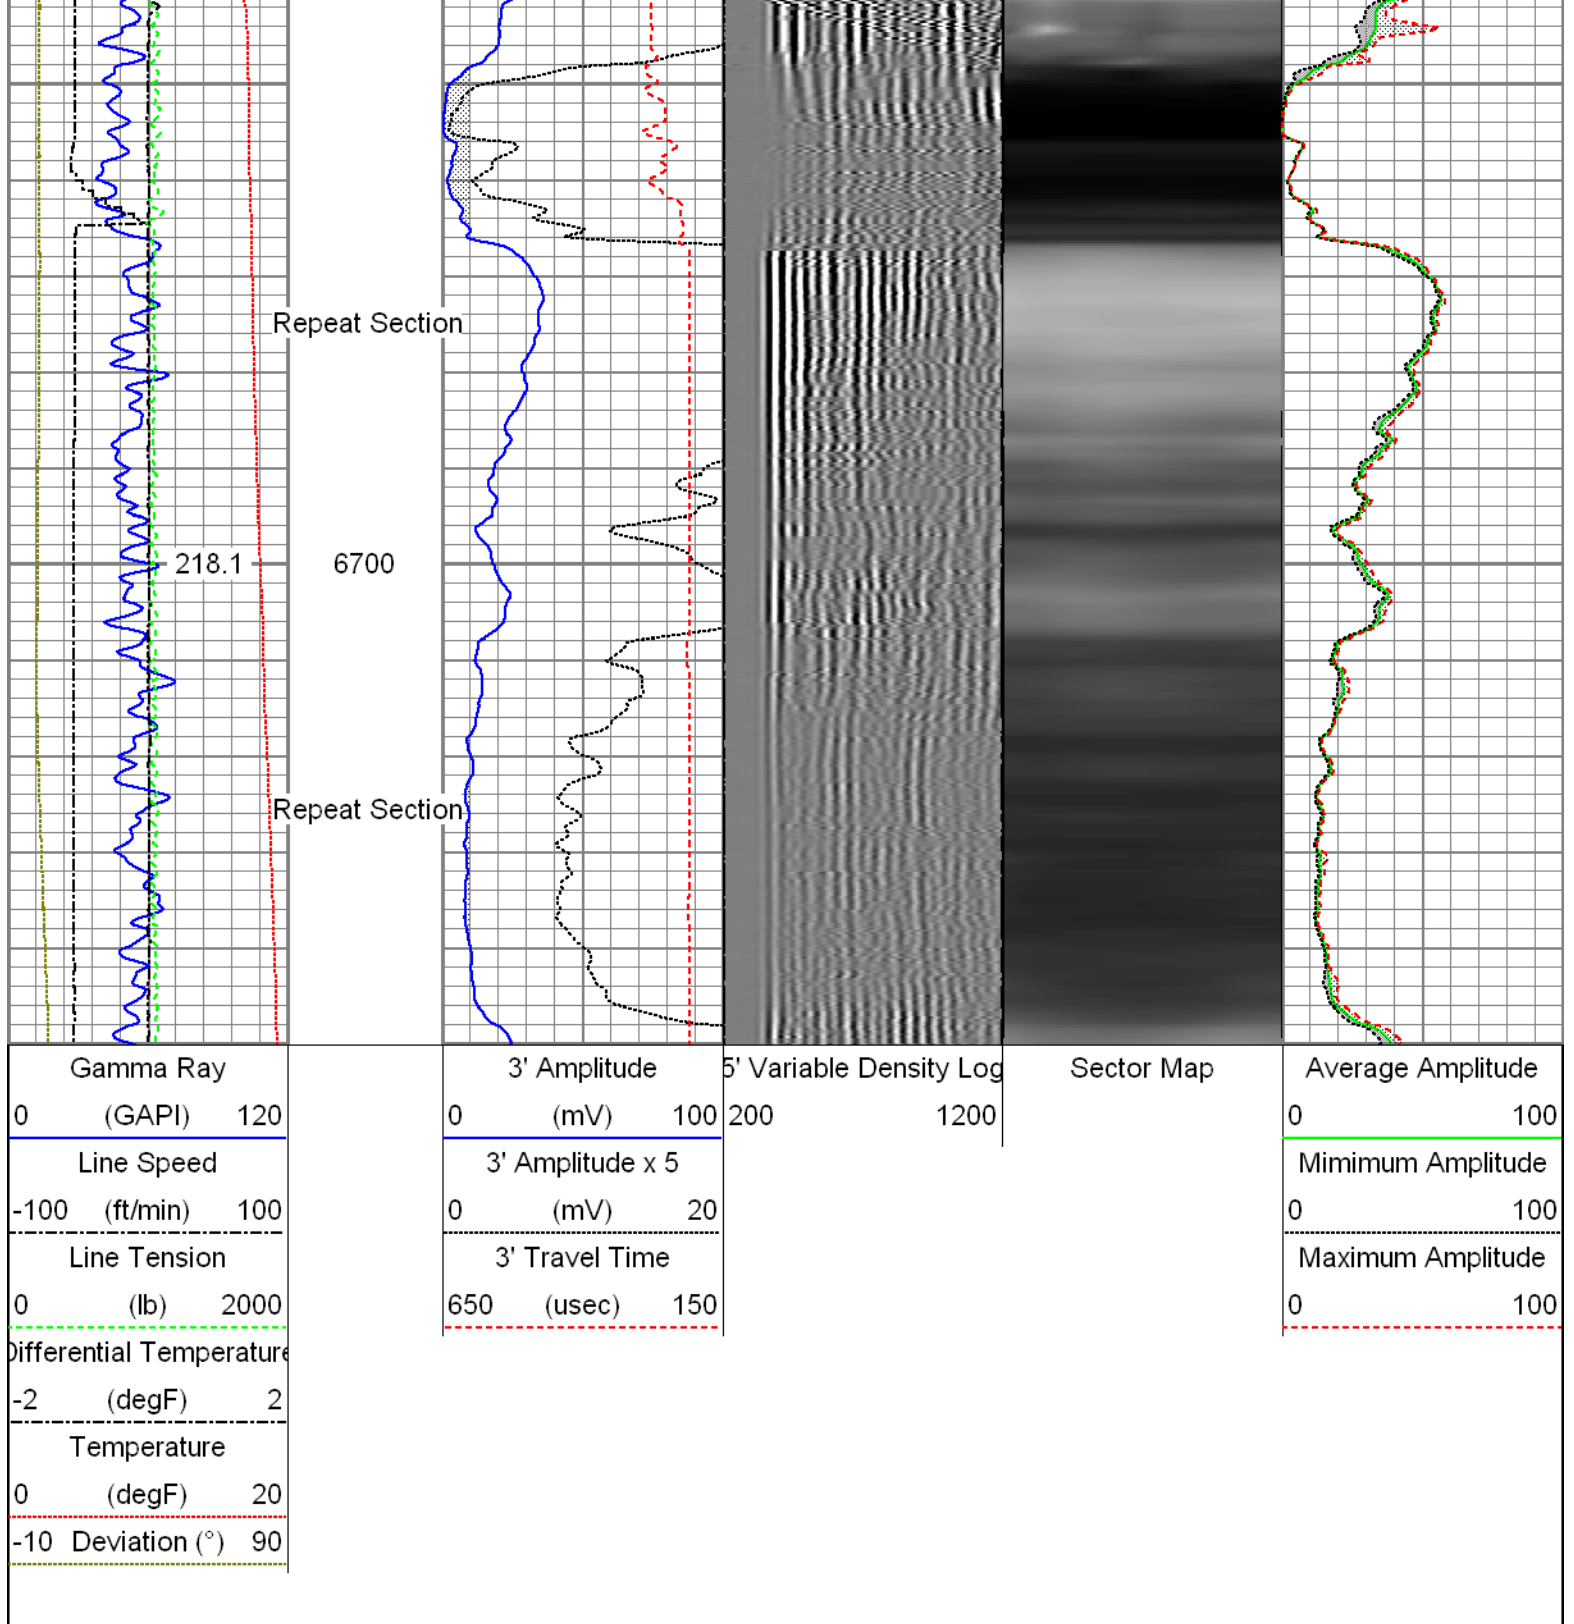 Repeat Section
218.1 6700
Repeat Section
Gamma Ray
0 (GAPI) 120
Line Speed
-100 (ft/min) 100
Line Tension
0 (lb) 2000
Differential Temperature
-2 (degF) 2
Temperature
0 (degF) 20
-10 Deviation (°) 90
3' Amplitude
0 (mV) 100
3' Amplitude x 5
0 (mV) 20
3' Travel Time
650 (usec) 150
5' Variable Density Log
200 1200
Sector Map
Average Amplitude
0 100
Mimimum Amplitude
0 100
Maximum Amplitude
0 100